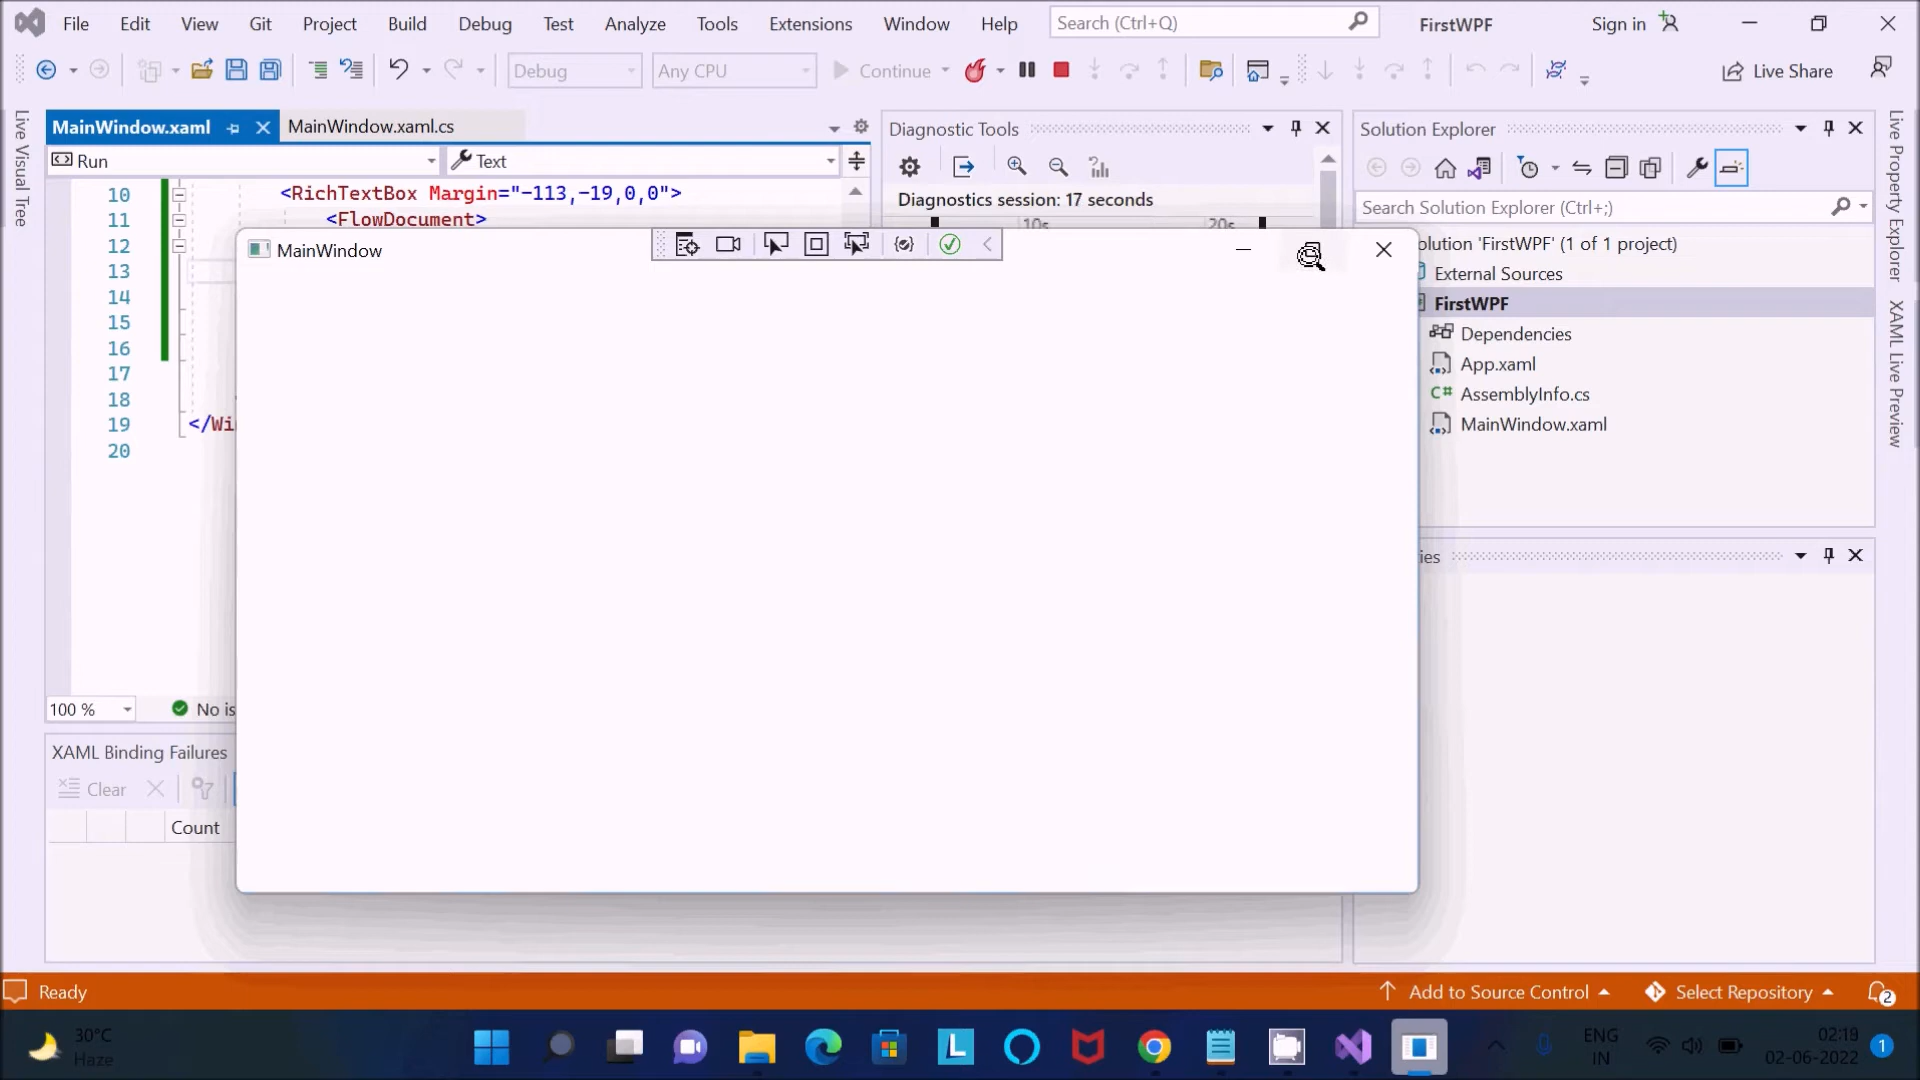 File Edit View Git Project Build Debug Test Analyze Tools Extensions Window Help Search (Ctrl+Q) FirstWPF Sign in
Debug Any CPU Continue Live Share
Live Visual Tree
MainWindow.xaml MainWindow.xaml.cs
Run Text
10 <RichTextBox Margin="-113,-19,0,0">
11 <FlowDocument>
12
13
14
15
16
17
18
19 </Wi
20
100 % No is
XAML Binding Failures
Clear
Count
MainWindow
Diagnostic Tools
Diagnostics session: 17 seconds
10s 20s
Solution Explorer
Search Solution Explorer (Ctrl+;)
olution 'FirstWPF' (1 of 1 project)
External Sources
FirstWPF
Dependencies
App.xaml
C# AssemblyInfo.cs
MainWindow.xaml
ies
Live Property Explorer
XAML Live Preview
Ready Add to Source Control Select Repository 2
30°C
Haze
L
ENG
IN
02:19
02-06-2022
1